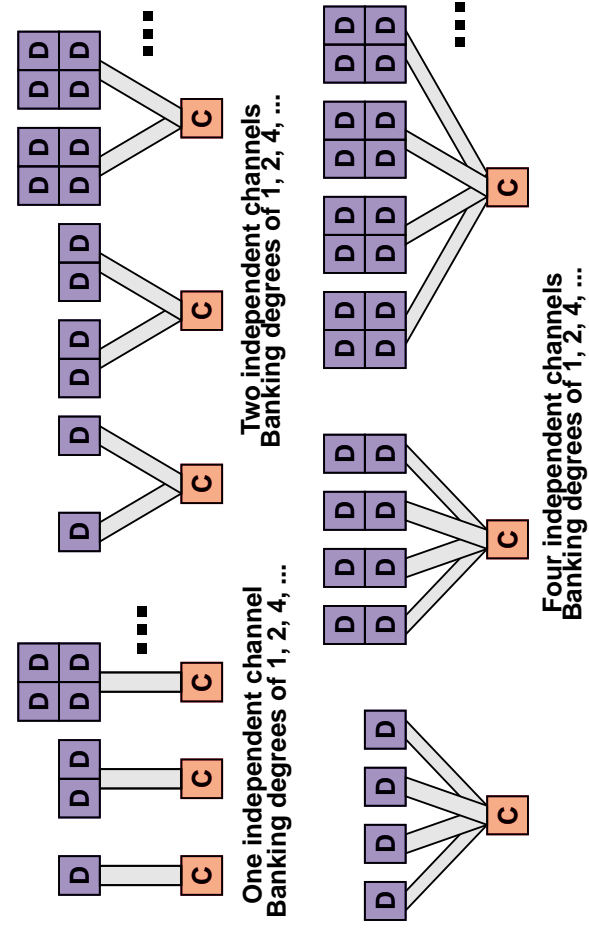 D D D D D D
D D D D D D D D D D D D D D D
C C C C C C
One independent channel
Banking degrees of 1, 2, 4, ...
Two independent channels
Banking degrees of 1, 2, 4, ...
D D D D D D D D D D D D
D D D D D D D D D D D D D D D D
C C C
Four independent channels
Banking degrees of 1, 2, 4, ...